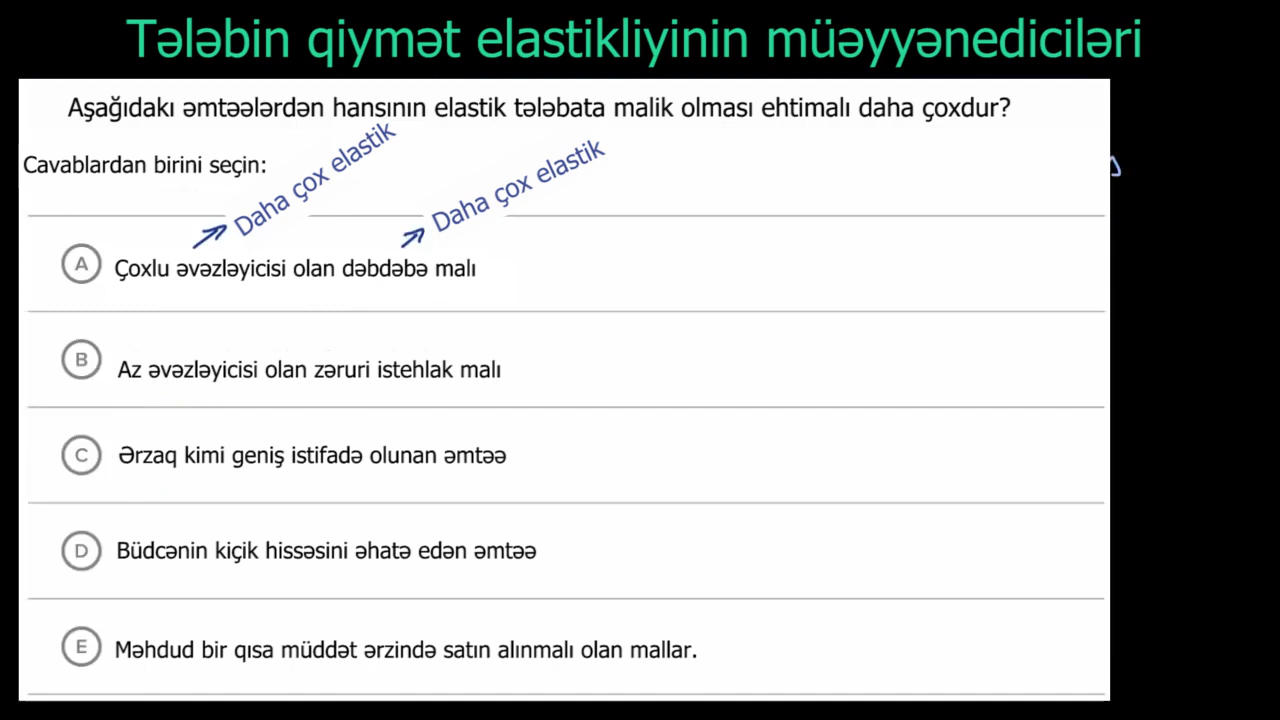 Tələbin qiymət elastikliyinin müəyyənediciləri
Aşağıdakı əmtəələrdən hansının elastik tələbata malik olması ehtimalı daha çoxdur?
Cavablardan birini seçin:
Daha çox elastik
Daha çox elastik
A Çoxlu əvəzləyicisi olan dəbdəbə malı
B Az əvəzləyicisi olan zəruri istehlak malı
C Ərzaq kimi geniş istifadə olunan əmtəə
D Büdcənin kiçik hissəsini əhatə edən əmtəə
E Məhdud bir qısa müddət ərzində satın alınmalı olan mallar.